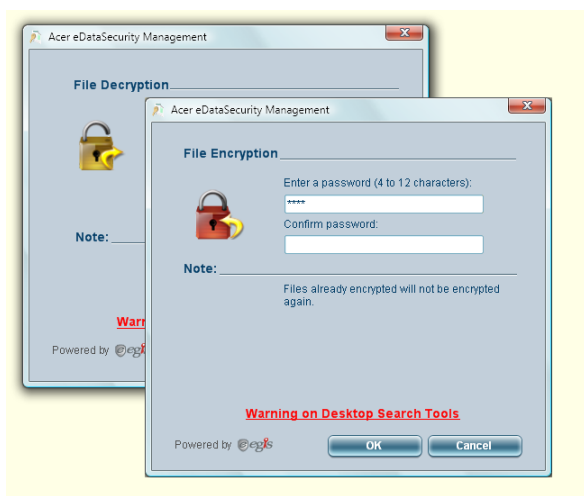 Acer eDataSecurity Management
File Decryption
Note:
Powered by egis
Acer eDataSecurity Management
File Encryption
Enter a password (4 to 12 characters):
****
Confirm password:
Note:
Files already encrypted will not be encrypted
again.
Warning on Desktop Search Tools
Powered by egis
OK
Cancel